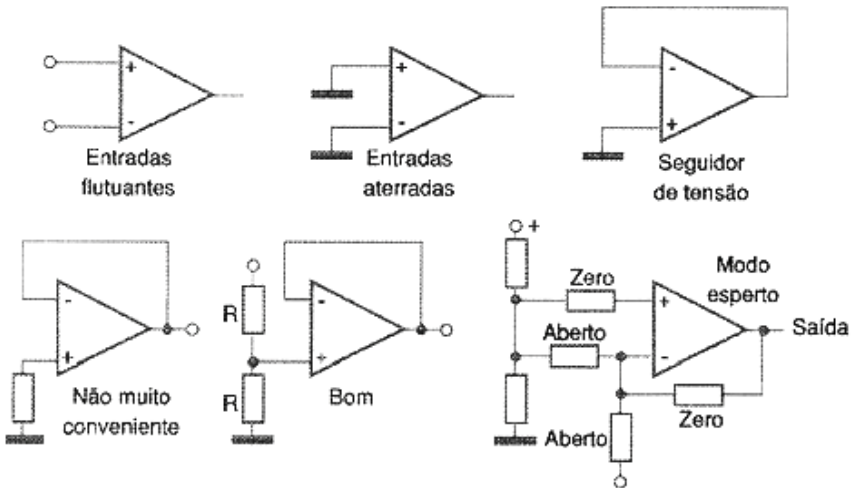 +
-
Entradas
flutuantes
+
-
Entradas
aterradas
-
+
Seguidor
de tensão
-
+
Não muito
conveniente
R
R
-
+
Bom
+
Zero
Modo
esperto
+
-
Saída
Aberto
Zero
Aberto